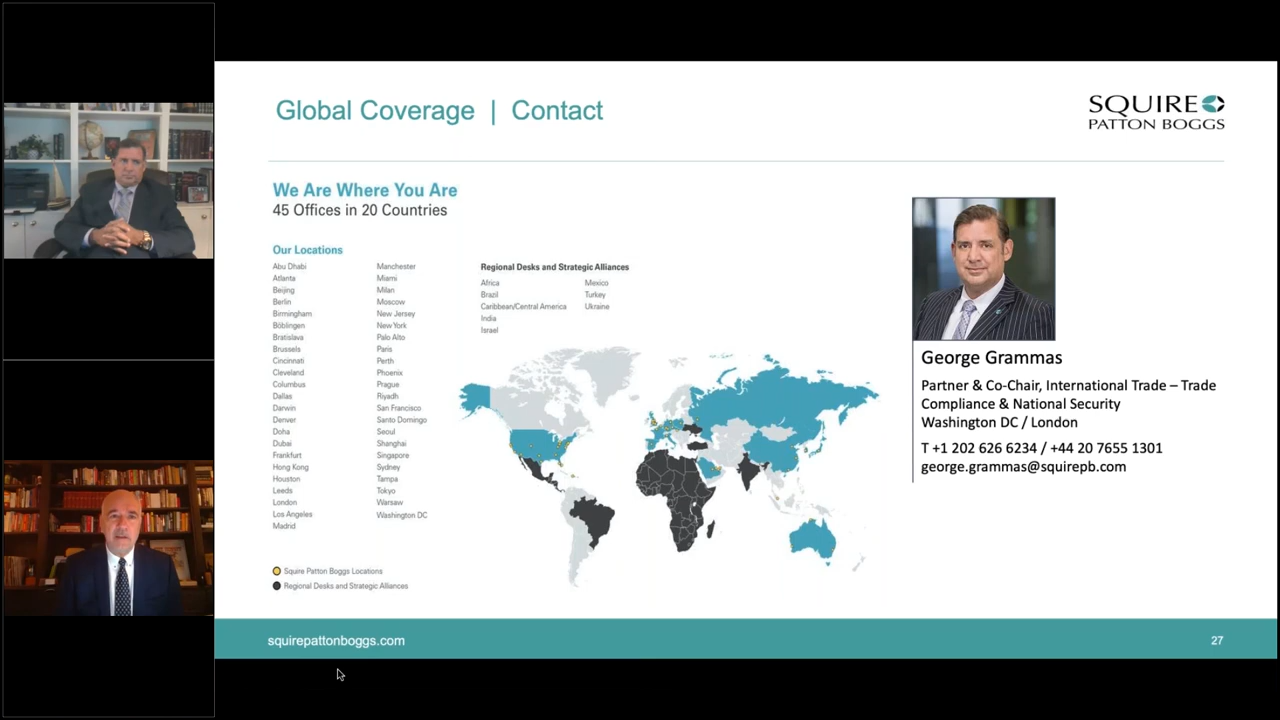 Global Coverage | Contact
SQUIRE
PATTON BOGGS
We Are Where You Are
45 Offices in 20 Countries
Our Locations
Abu Dhabi
Atlanta
Beijing
Berlin
Birmingham
Böblingen
Bratislava
Brussels
Cincinnati
Cleveland
Columbus
Dallas
Darwin
Denver
Doha
Dubai
Frankfurt
Hong Kong
Houston
Leeds
London
Los Angeles
Madrid
Manchester
Miami
Milan
Moscow
New Jersey
New York
Palo Alto
Paris
Perth
Phoenix
Prague
Riyadh
San Francisco
Santo Domingo
Seoul
Shanghai
Singapore
Sydney
Tampa
Tokyo
Warsaw
Washington DC
Regional Desks and Strategic Alliances
Africa
Brazil
Caribbean/Central America
India
Israel
Mexico
Turkey
Ukraine
Squire Patton Boggs Locations
Regional Desks and Strategic Alliances
George Grammas
Partner & Co-Chair, International Trade – Trade
Compliance & National Security
Washington DC / London
T +1 202 626 6234 / +44 20 7655 1301
george.grammas@squirepb.com
squirepattonboggs.com
27